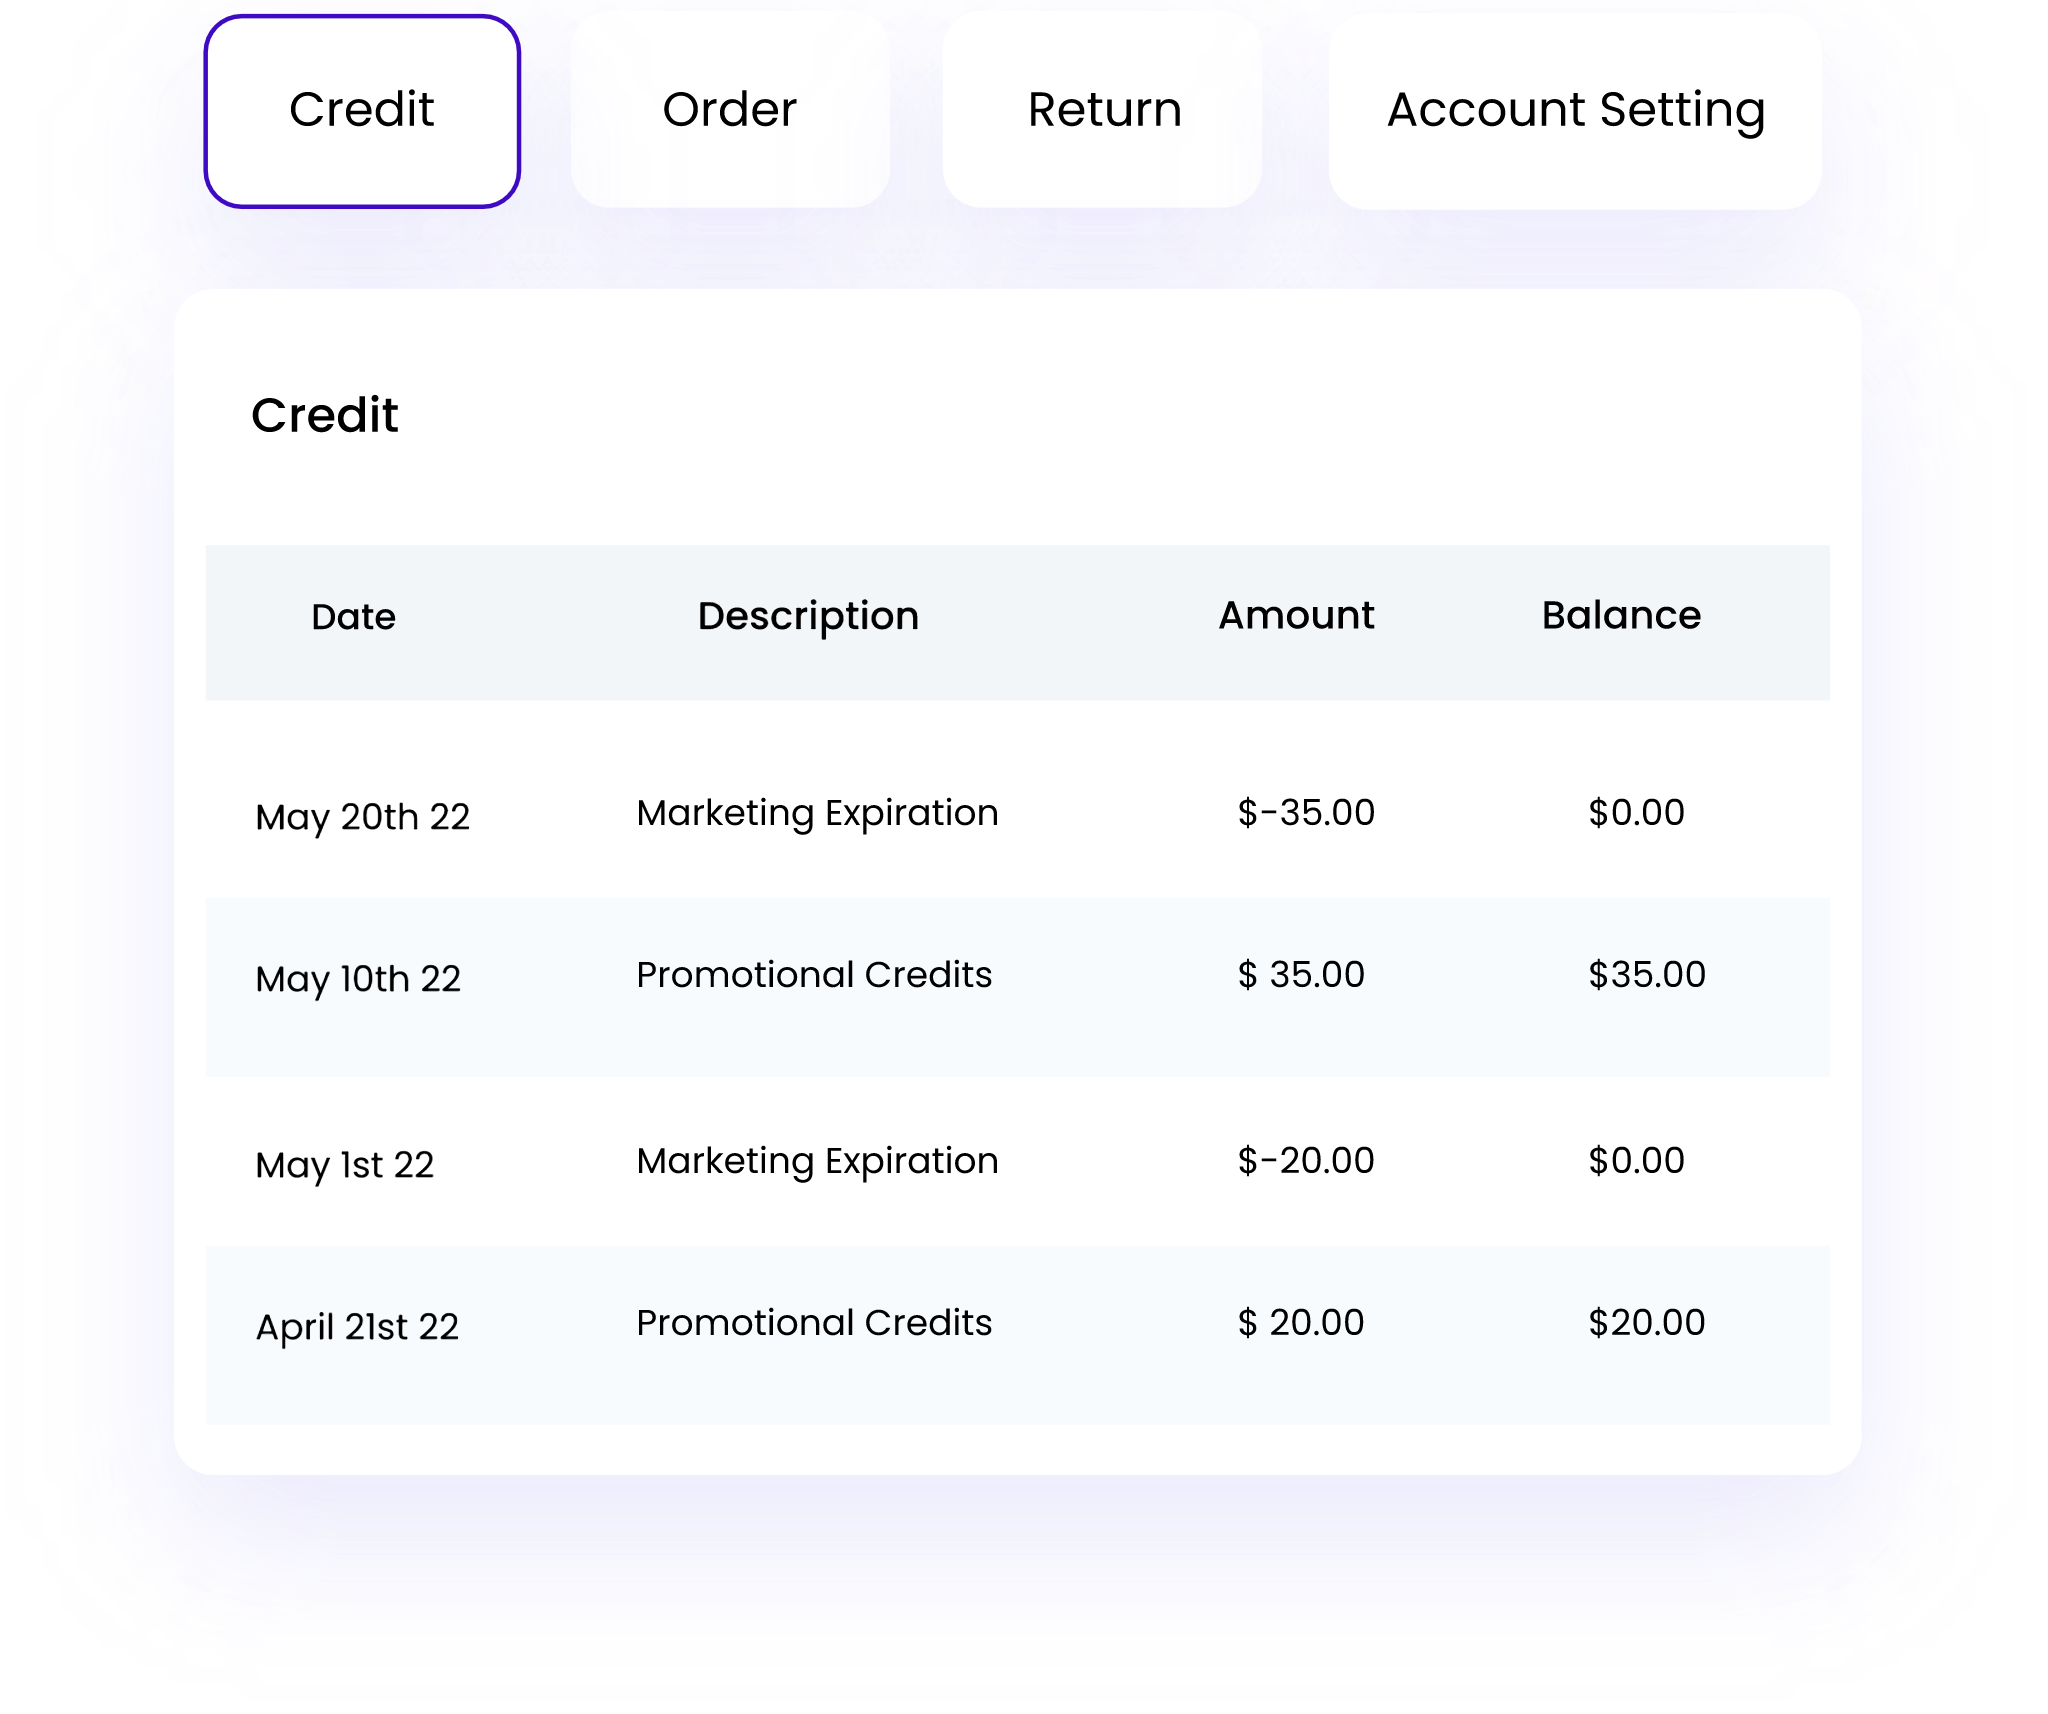 Credit Order Return Account Setting
Credit
Date Description Amount Balance
May 20th 22 Marketing Expiration $-35.00 $0.00
May 10th 22 Promotional Credits $ 35.00 $35.00
May 1st 22 Marketing Expiration $-20.00 $0.00
April 21st 22 Promotional Credits $ 20.00 $20.00